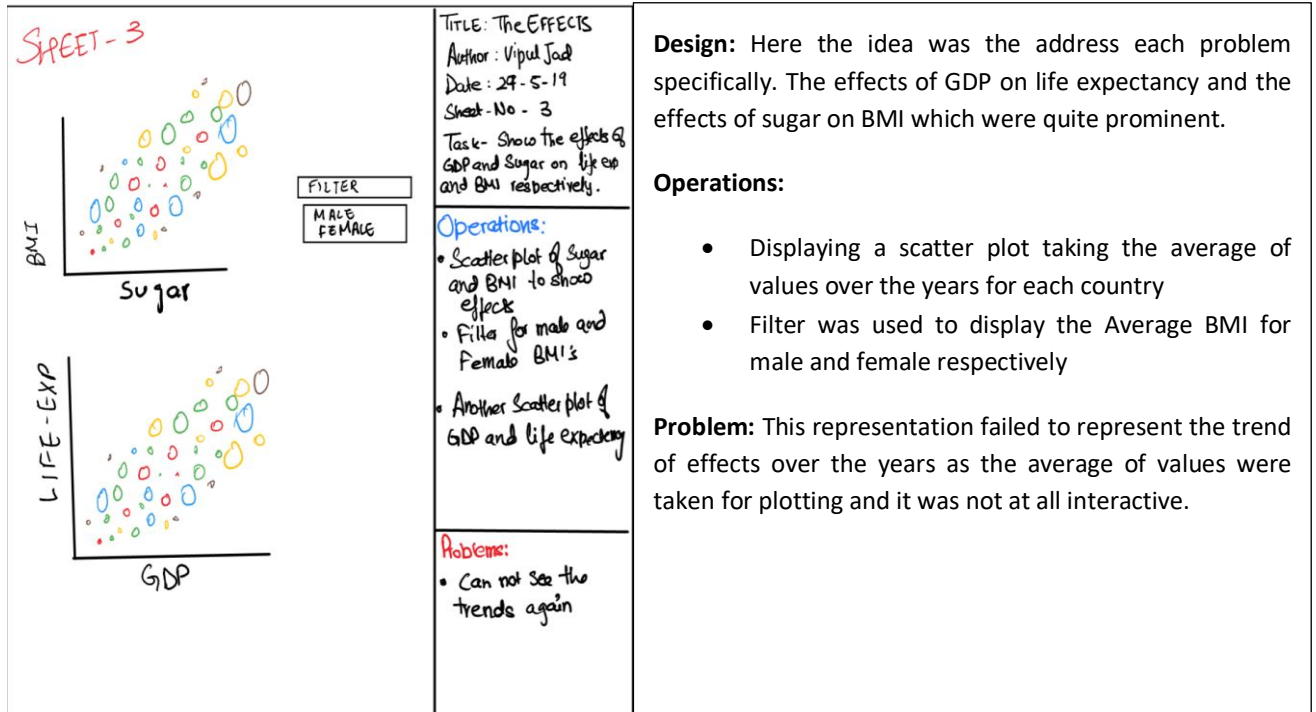 SHEET - 3
BMI
Sugar
FILTER
MALE
FEMALE
LIFE-EXP
GDP
TITLE: The EFFECTS
Author: Vipul Jad
Date: 29-5-19
Sheet-No - 3
Task- Show the effects of
GDP and Sugar on life exp
and BMI respectively.
Operations:
• Scatter plot of Sugar
and BMI to show
effects
• Filter for male and
Female BMI's
• Another Scatter plot of
GDP and life expectency
Problems:
• Can not see the
trends again
Design: Here the idea was the address each problem
specifically. The effects of GDP on life expectancy and the
effects of sugar on BMI which were quite prominent.
Operations:
• Displaying a scatter plot taking the average of
values over the years for each country
• Filter was used to display the Average BMI for
male and female respectively
Problem: This representation failed to represent the trend
of effects over the years as the average of values were
taken for plotting and it was not at all interactive.